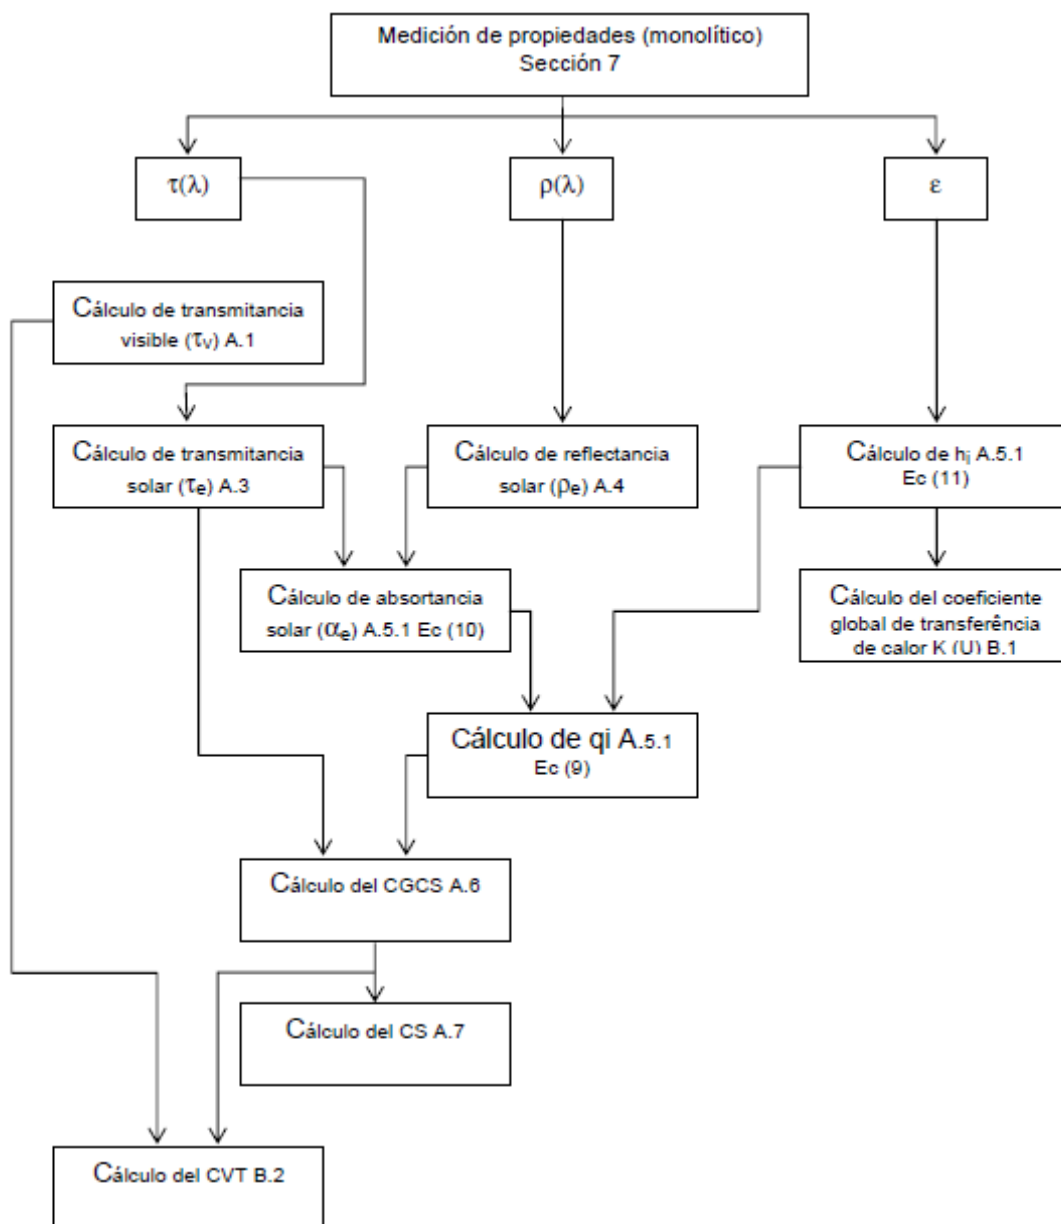 Medición de propiedades (monolítico)
Sección 7
τ(λ)
ρ(λ)
ε
Cálculo de transmitancia
visible (τv) A.1
Cálculo de transmitancia
solar (τe) A.3
Cálculo de reflectancia
solar (ρe) A.4
Cálculo de hi A.5.1
Ec (11)
Cálculo de absortancia
solar (αe) A.5.1 Ec (10)
Cálculo del coeficiente
global de transferência
de calor K (U) B.1
Cálculo de qi A.5.1
Ec (9)
Cálculo del CGCS A.6
Cálculo del CS A.7
Cálculo del CVT B.2